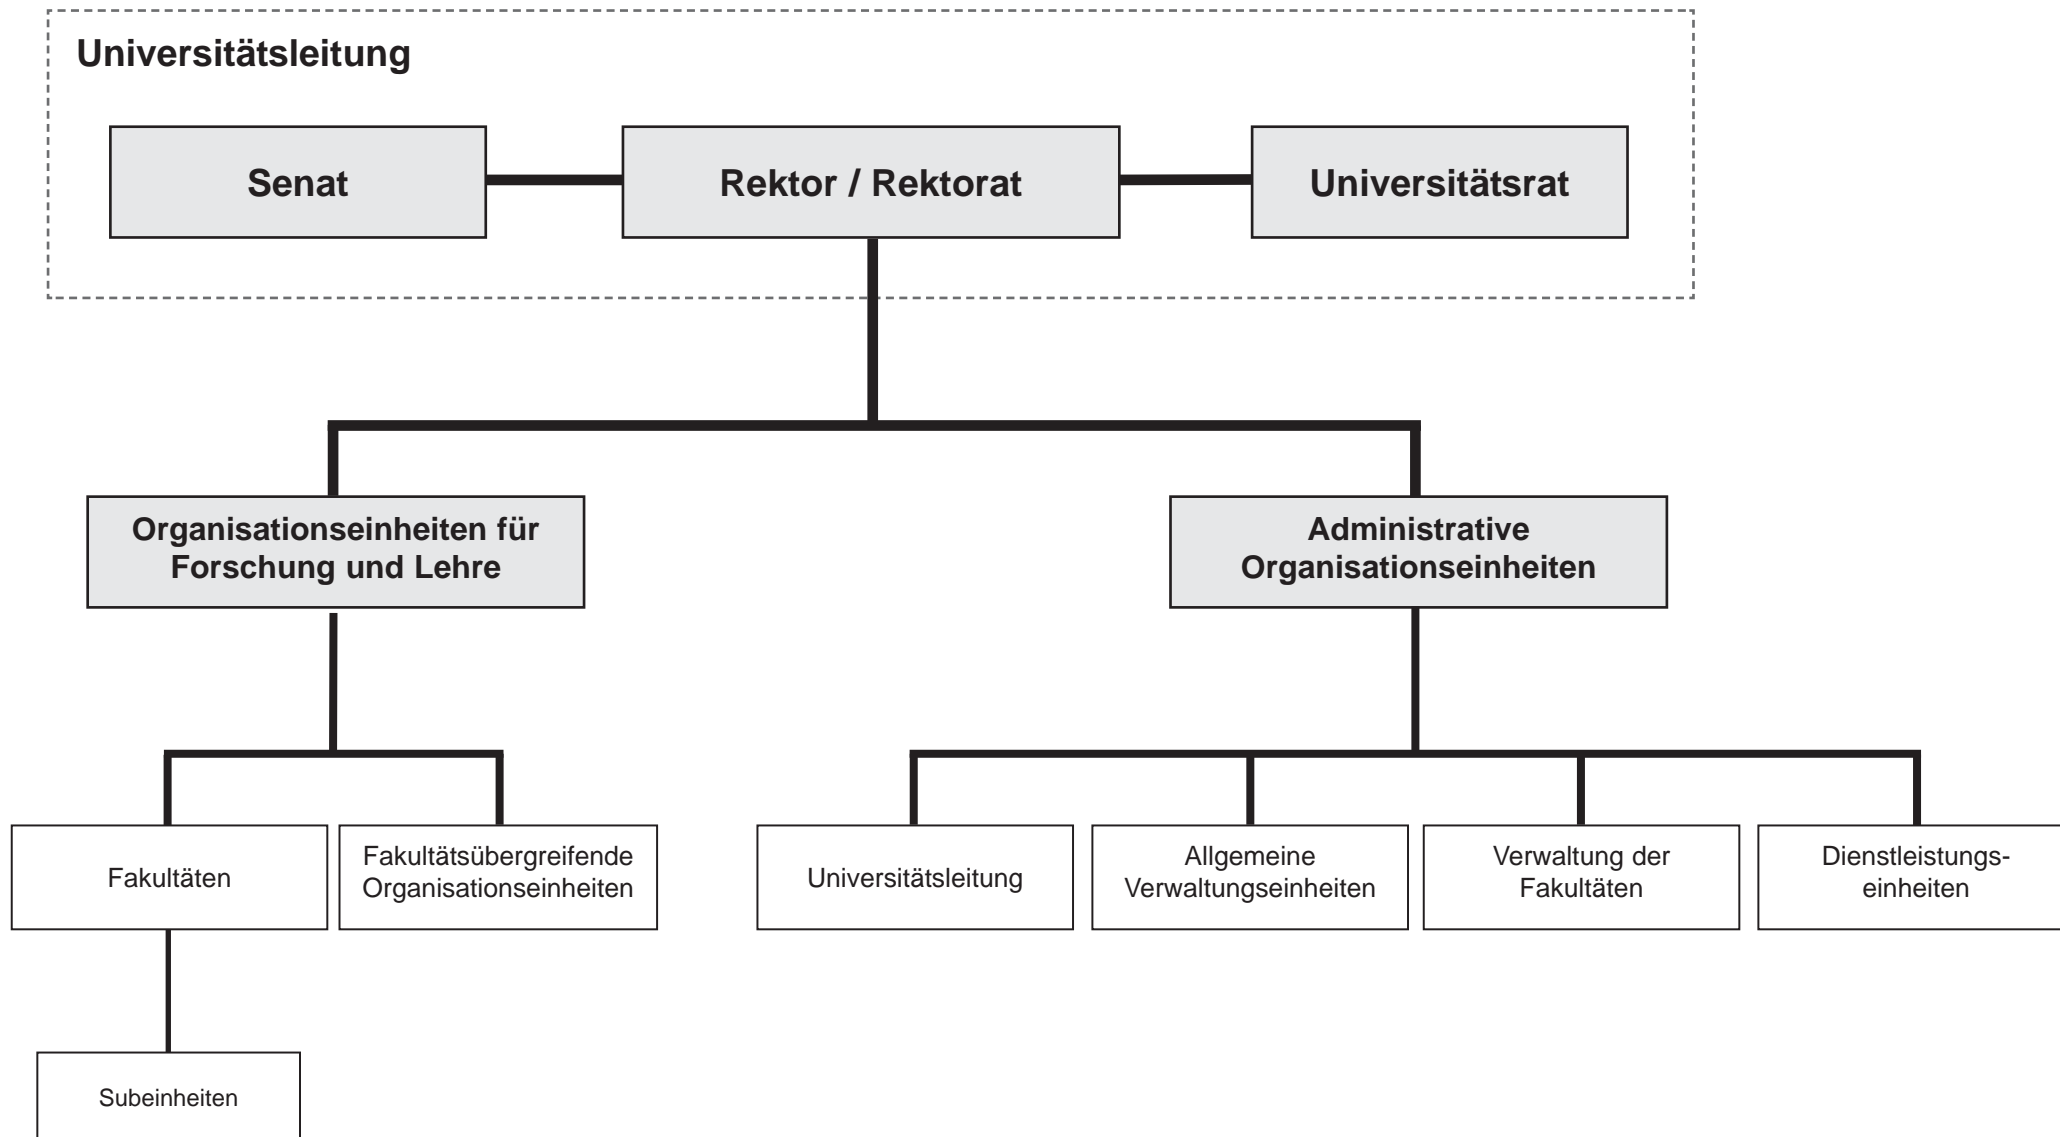 Universitätsleitung
Senat
Rektor / Rektorat
Universitätsrat
Organisationseinheiten für
Forschung und Lehre
Administrative
Organisationseinheiten
Fakultäten
Fakultätsübergreifende
Organisationseinheiten
Universitätsleitung
Allgemeine
Verwaltungseinheiten
Verwaltung der
Fakultäten
Dienstleistungs-
einheiten
Subeinheiten